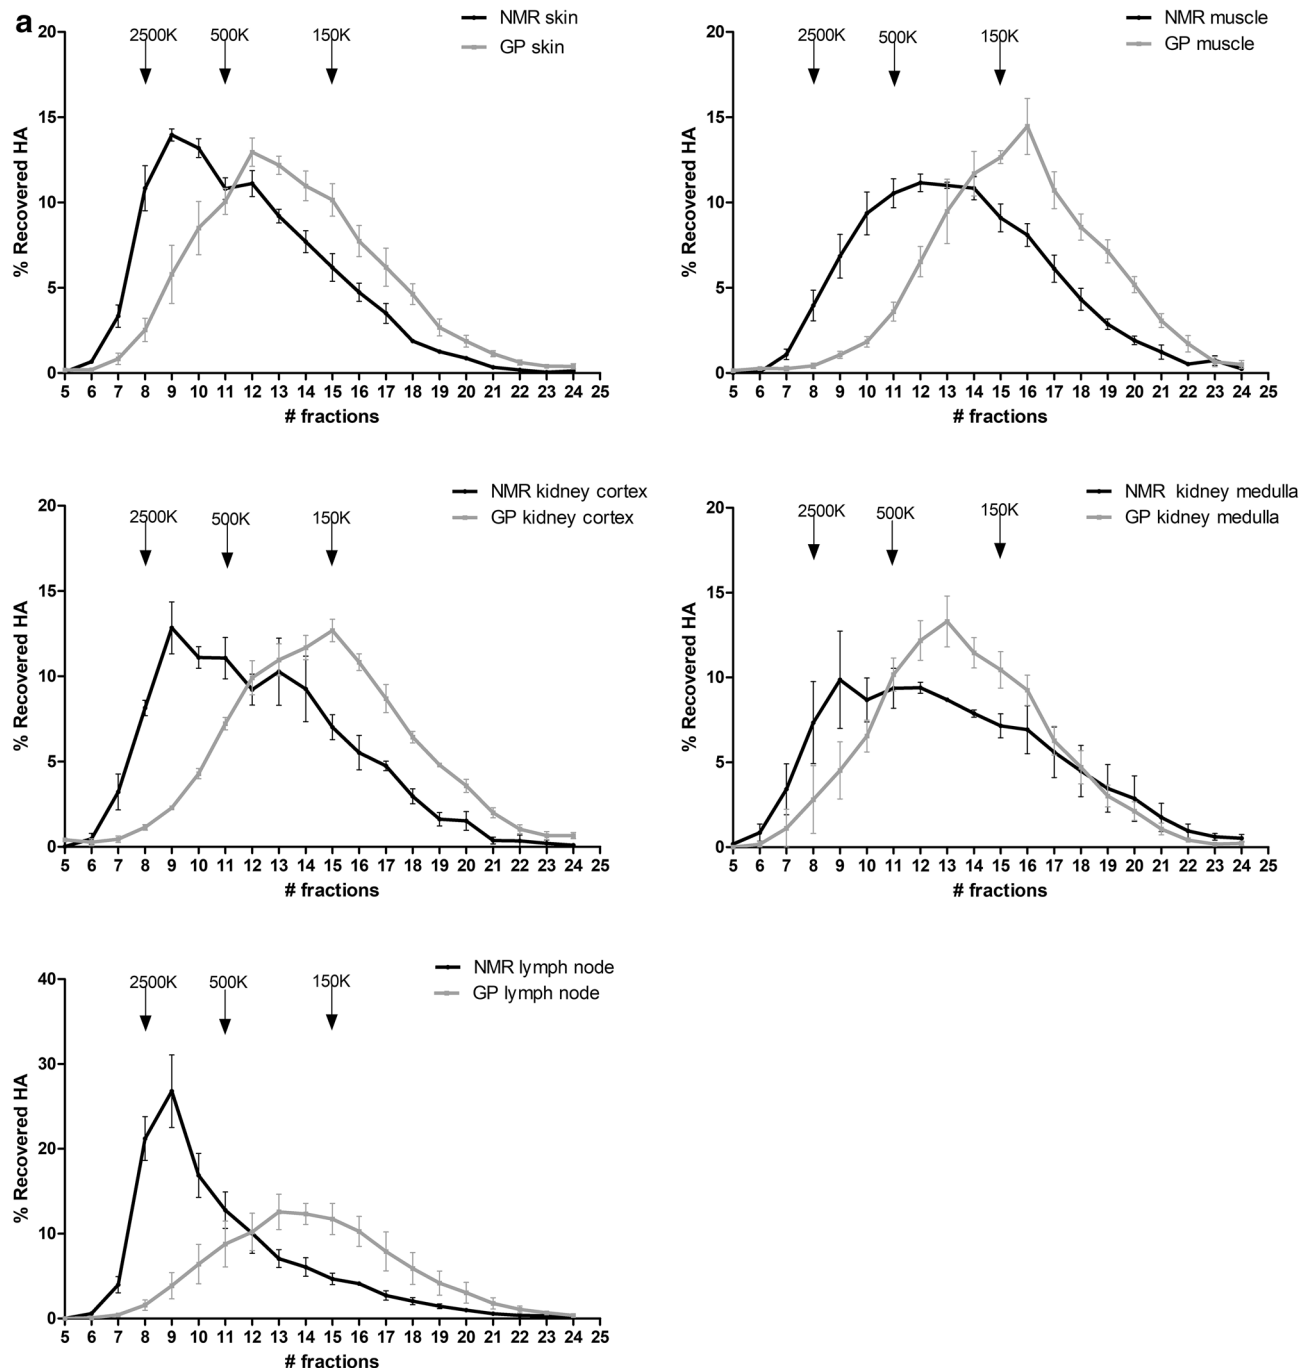 a
NMR skin
GP skin
2500K 500K 150K
20
15
10
5
0
% Recovered HA
5 6 7 8 9 10 11 12 13 14 15 16 17 18 19 20 21 22 23 24 25
# fractions
NMR muscle
GP muscle
2500K 500K 150K
20
15
10
5
0
% Recovered HA
5 6 7 8 9 10 11 12 13 14 15 16 17 18 19 20 21 22 23 24 25
# fractions
NMR kidney cortex
GP kidney cortex
2500K 500K 150K
20
15
10
5
0
% Recovered HA
5 6 7 8 9 10 11 12 13 14 15 16 17 18 19 20 21 22 23 24 25
# fractions
NMR kidney medulla
GP kidney medulla
2500K 500K 150K
20
15
10
5
0
% Recovered HA
5 6 7 8 9 10 11 12 13 14 15 16 17 18 19 20 21 22 23 24 25
# fractions
NMR lymph node
GP lymph node
2500K 500K 150K
40
30
20
10
0
% Recovered HA
5 6 7 8 9 10 11 12 13 14 15 16 17 18 19 20 21 22 23 24 25
# fractions